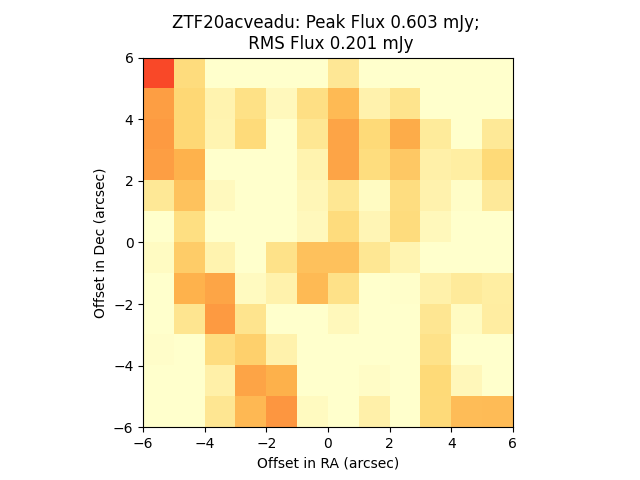 ZTF20acveadu: Peak Flux 0.603 mJy;
RMS Flux 0.201 mJy
6
4
2
0
−2
−4
−6
Offset in Dec (arcsec)
−6 −4 −2 0 2 4 6
Offset in RA (arcsec)